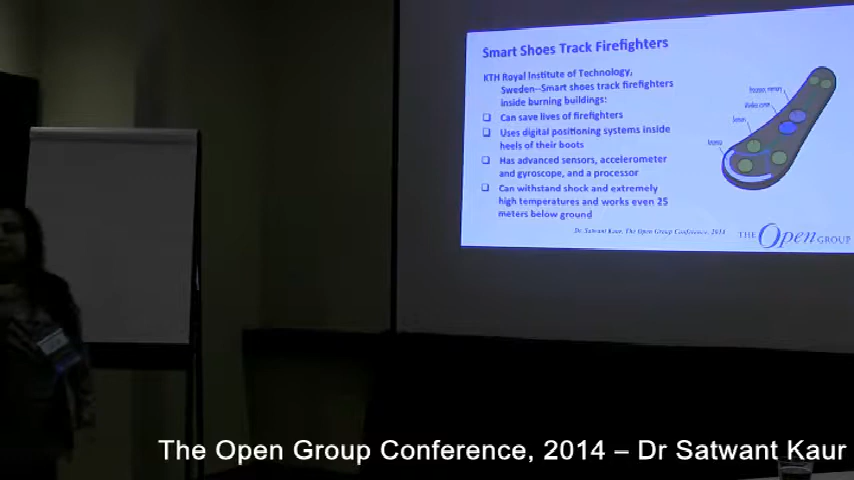 Smart Shoes Track Firefighters
KTH Royal Institute of Technology,
Sweden--Smart shoes track firefighters
inside burning buildings:
Can save lives of firefighters
Uses digital positioning systems inside
heels of their boots
Has advanced sensors, accelerometer
and gyroscope, and a processor
Can withstand shock and extremely
high temperatures and works even 25
meters below ground
Dr. Satwant Kaur, The Open Group Conference, 2014
THE Open GROUP
The Open Group Conference, 2014 – Dr Satwant Kaur